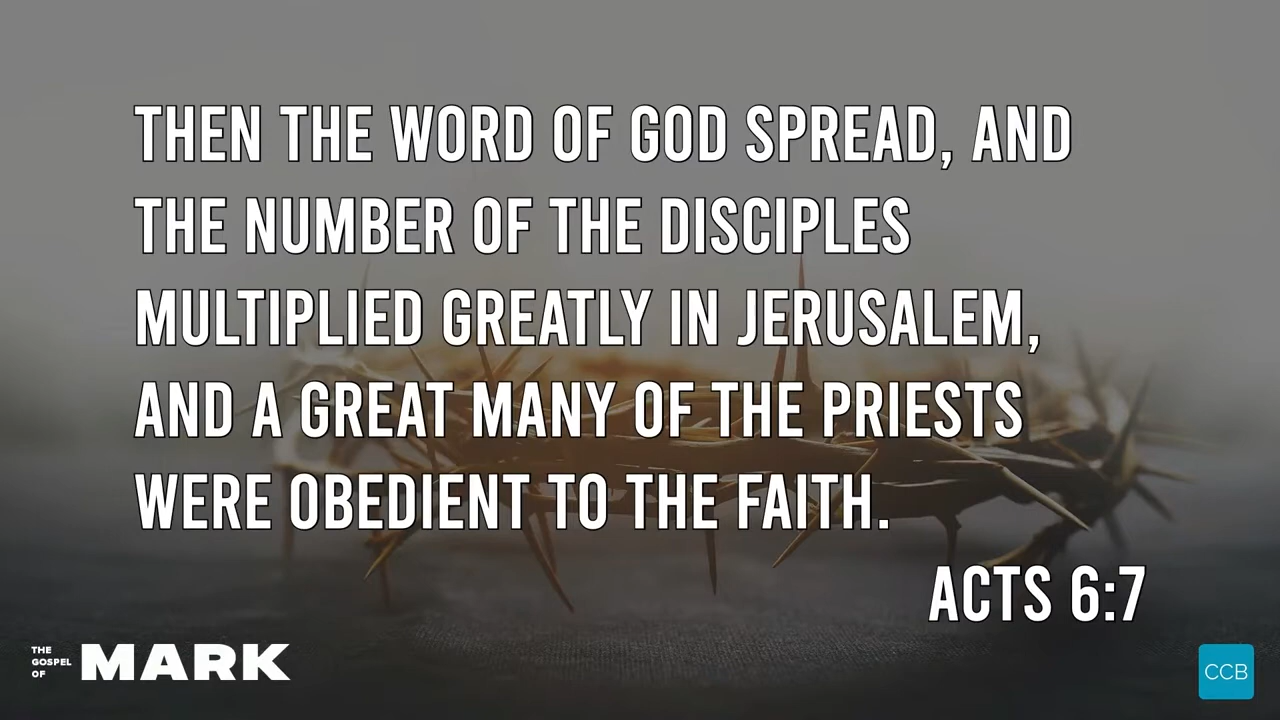 THEN THE WORD OF GOD SPREAD, AND
THE NUMBER OF THE DISCIPLES
MULTIPLIED GREATLY IN JERUSALEM,
AND A GREAT MANY OF THE PRIESTS
WERE OBEDIENT TO THE FAITH.
ACTS 6:7
THE
GOSPEL
OF
MARK
CCB